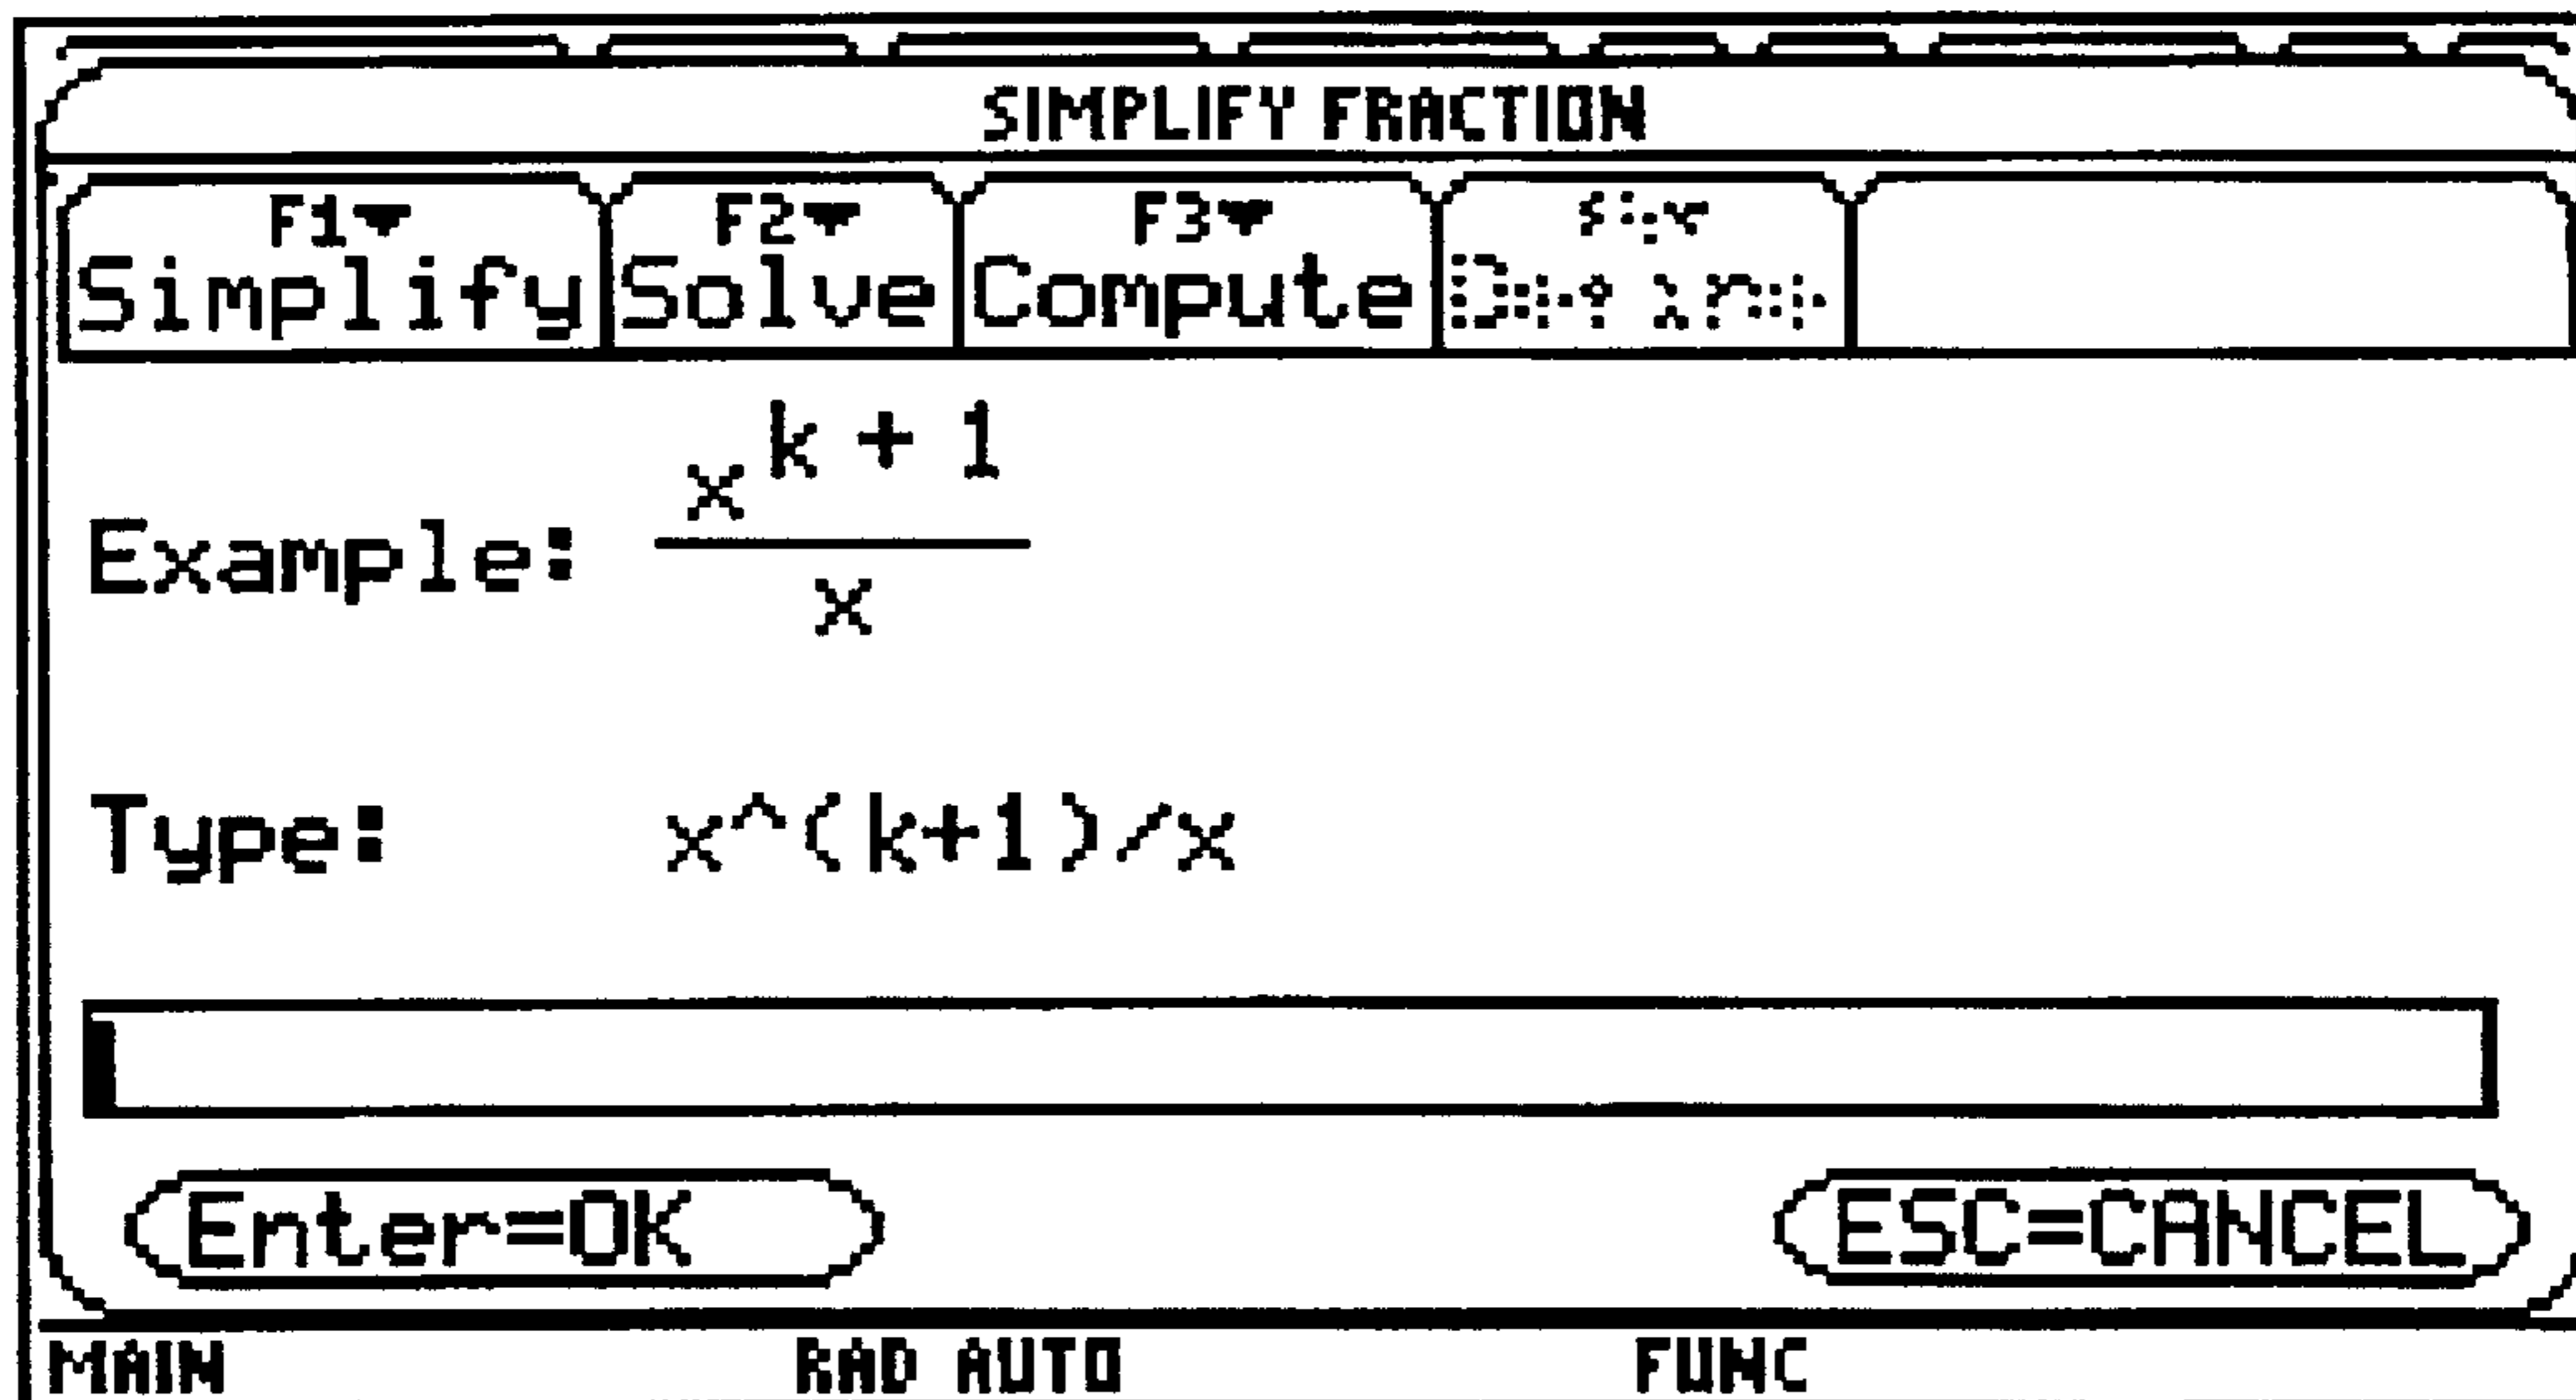 SIMPLIFY FRACTION
F1▼ F2▼ F3▼
Simplify Solve Compute
x^{k + 1}
Example: ―――
x
Type: x^(k+1)/x
Enter=OK ESC=CANCEL
MAIN RAD AUTO FUNC